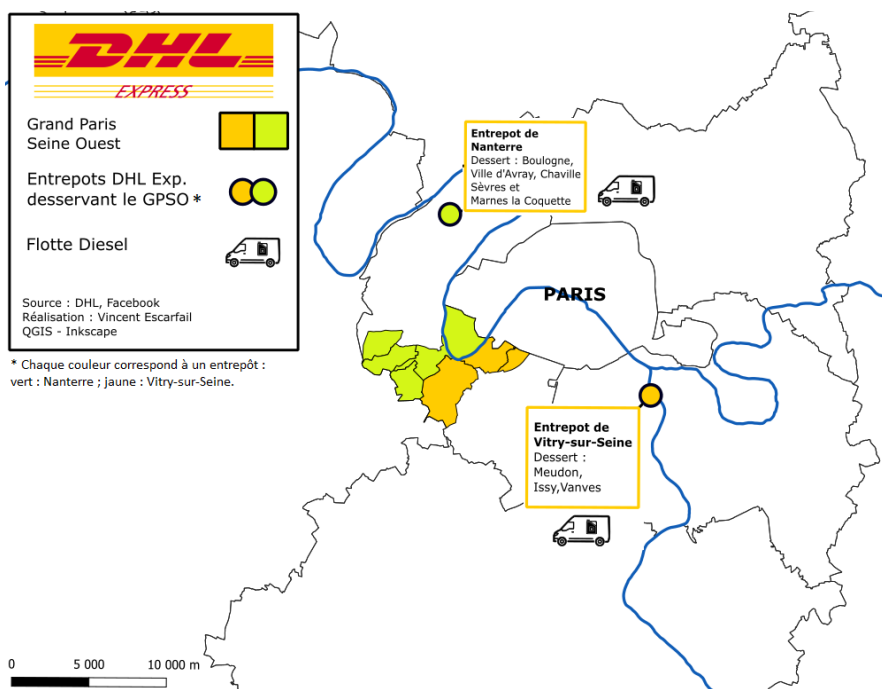 DHL
EXPRESS
Grand Paris
Seine Ouest
Entrepots DHL Exp.
desservant le GPSO *
Flotte Diesel
Source : DHL, Facebook
Réalisation : Vincent Escarfail
QGIS - Inkscape
* Chaque couleur correspond à un entrepôt :
vert : Nanterre ; jaune : Vitry-sur-Seine.
Entrepot de
Nanterre
Dessert : Boulogne,
Ville d'Avray, Chaville
Sèvres et
Marnes la Coquette
PARIS
Entrepot de
Vitry-sur-Seine
Dessert :
Meudon,
Issy,Vanves
0 5 000 10 000 m